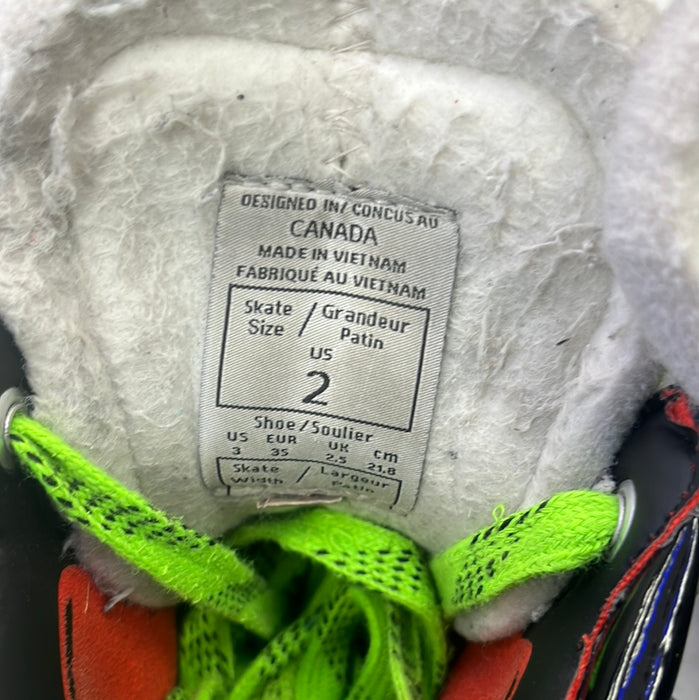 DESIGNED IN/ CONCUS AU
CANADA
MADE IN VIETNAM
FABRIQUÉ AU VIETNAM
Skate / Grandeur
Size Patin
US
2
Shoe/Soulier
US EUR UK cm
3 35 2.5 21.8
Skate / Largeur
Width Patin